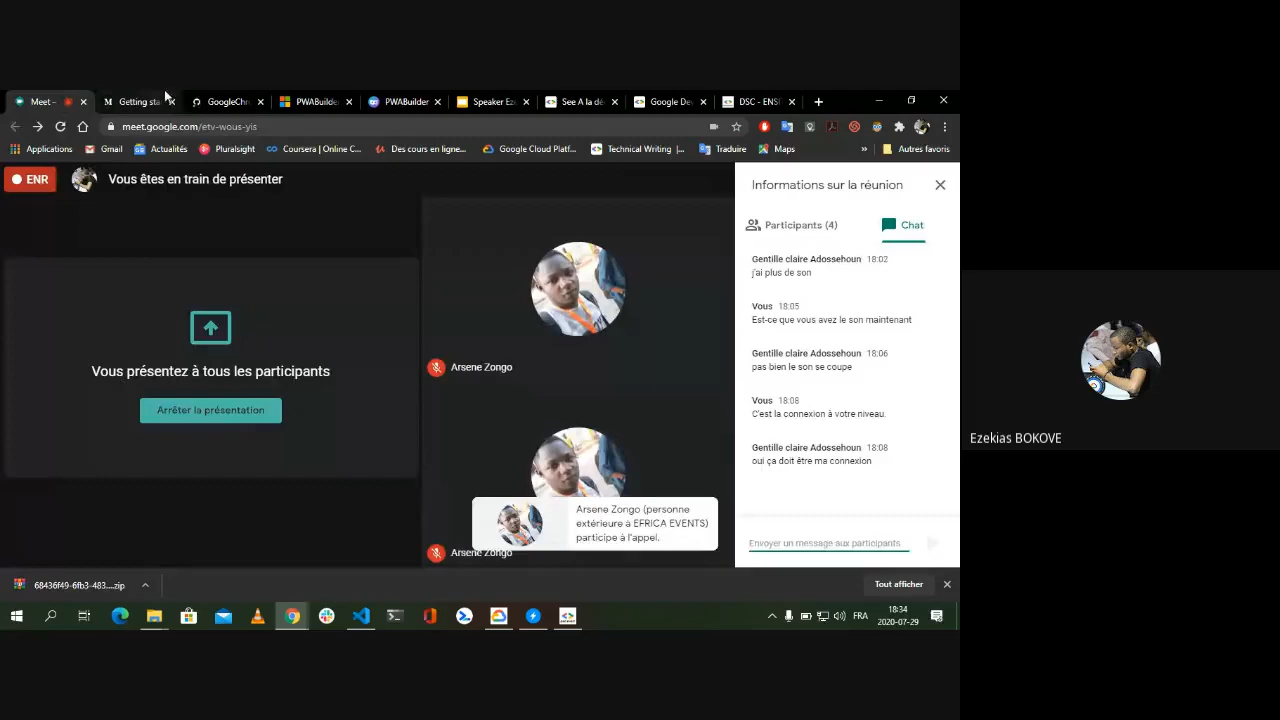 Meet –
Getting sta
GoogleChr
PWABuilder
PWABuilder
Speaker Ez
See A la dé
Google De
DSC - ENSI
meet.google.com/etv-wous-yis
Applications
Gmail
Actualités
Pluralsight
Coursera | Online C...
Des cours en ligne...
Google Cloud Platf...
Technical Writing |...
Traduire
Maps
»
Autres favoris
ENR
Vous êtes en train de présenter
Vous présentez à tous les participants
Arrêter la présentation
Arsene Zongo
Arsene Zongo (personne
extérieure à EFRICA EVENTS)
participe à l'appel.
Arsene Zongo
Informations sur la réunion
Participants (4)
Chat
Gentille claire Adossehoun 18:02
j'ai plus de son
Vous 18:05
Est-ce que vous avez le son maintenant
Gentille claire Adossehoun 18:06
pas bien le son se coupe
Vous 18:08
C'est la connexion à votre niveau.
Gentille claire Adossehoun 18:08
oui ça doit être ma connexion
Envoyer un message aux participants
Ezekias BOKOVE
68436f49-6fb3-483....zip
Tout afficher
FRA
18:34
2020-07-29